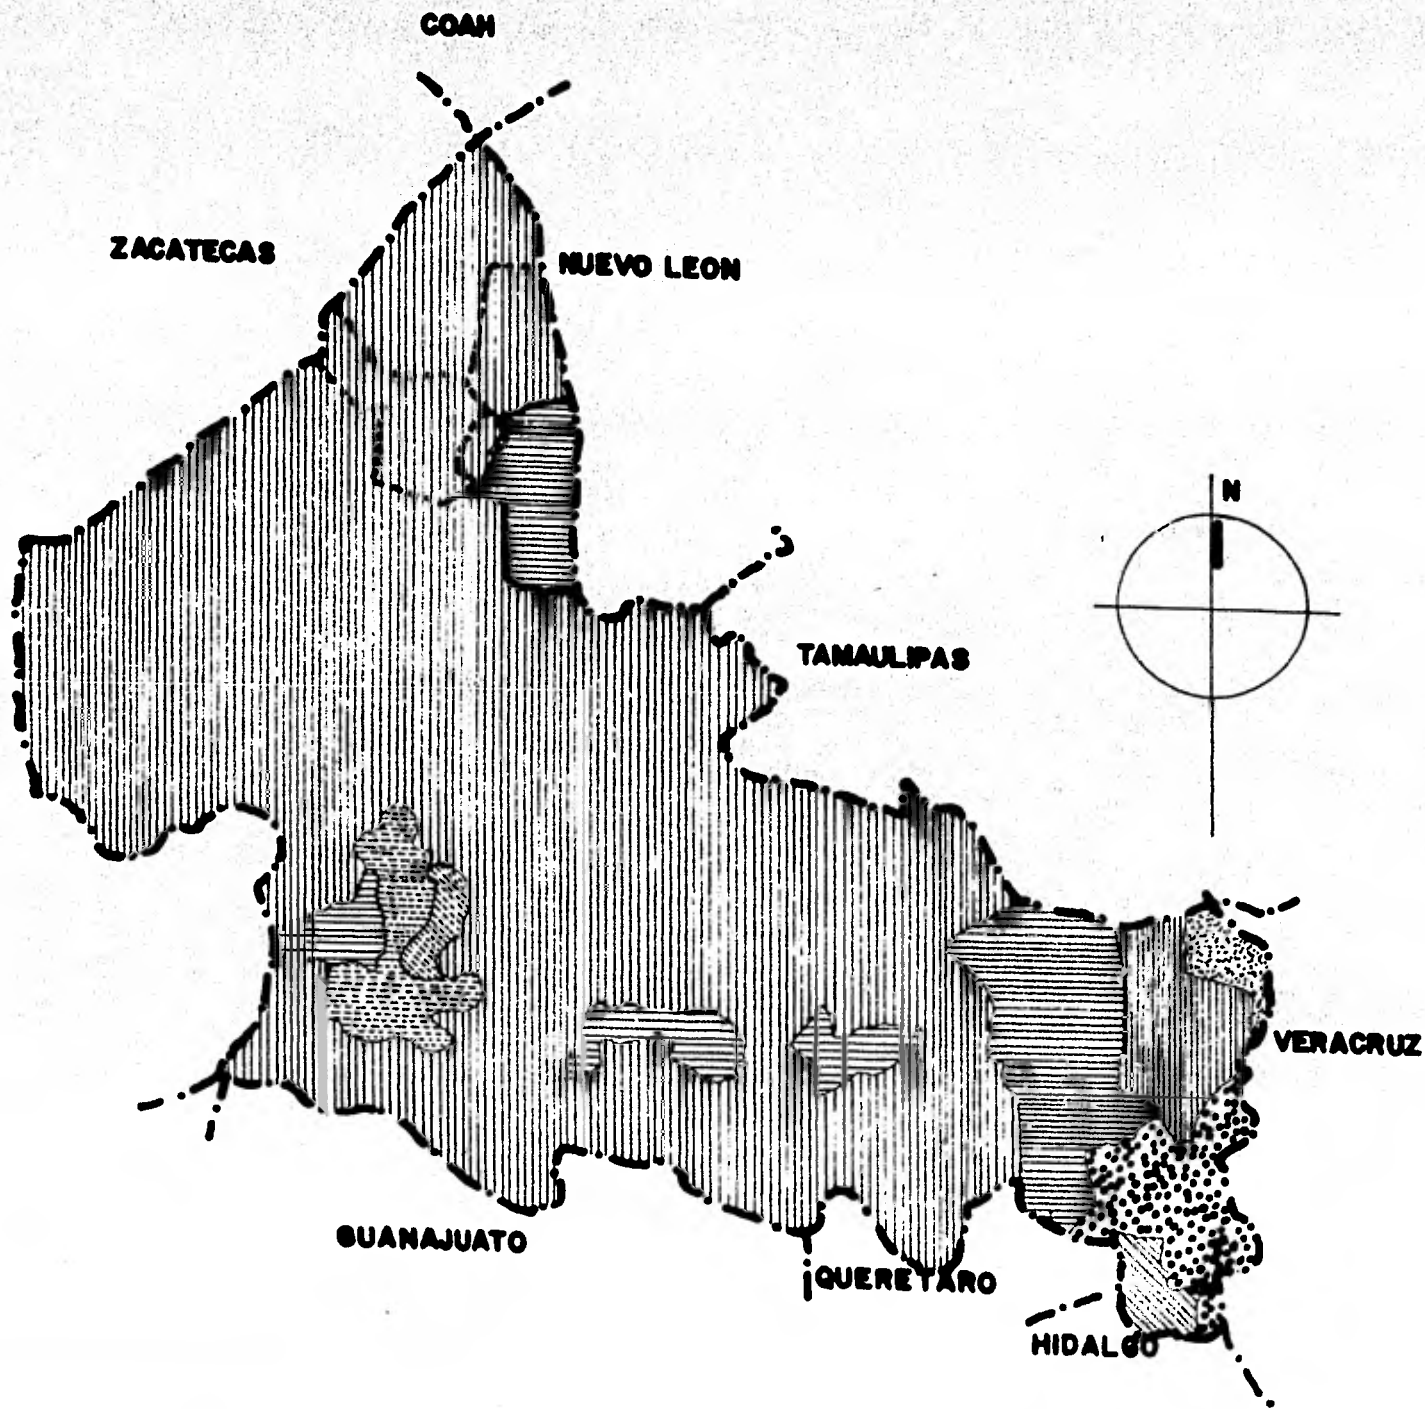 COAH
ZACATECAS
NUEVO LEON
N
TAMAULIPAS
VERACRUZ
GUANAJUATO
QUERETARO
HIDALGO